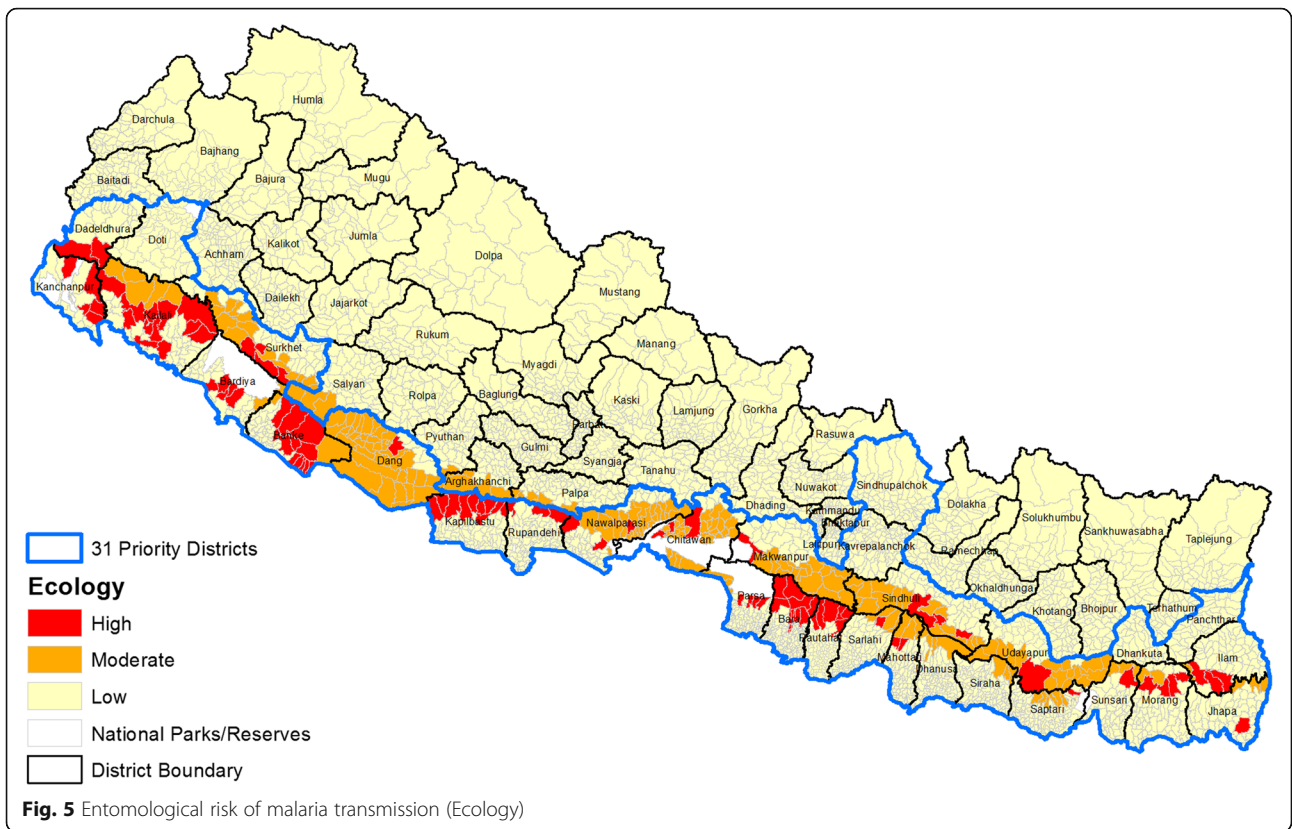 Humla
Darchula
Bajhang
Baitadi
Bajura
Mugu
Dadeldhura
Doti
Achham
Kalikot
Jumla
Dolpa
Kanchanpur
Dailekh
Jajarkot
Mustang
Kailali
Surkhet
Rukum
Manang
Bardiya
Salyan
Rolpa
Myagdi
Baglung
Kaski
Lamjung
Gorkha
Banke
Dang
Pyuthan
Parbat
Gulmi
Syangja
Tanahu
Rasuwa
Nuwakot
Sindhupalchok
Arghakhanchi
Palpa
Dhading
Kathmandu
Bhaktapur
Dolakha
Solukhumbu
Sankhuwasabha
Taplejung
Kapilbastu
Rupandehi
Nawalparasi
Chitawan
Makwanpur
Lalitpur
Kavrepalanchok
Ramechhap
Okhaldhunga
Khotang
Bhojpur
Terhathum
Panchthar
Parsa
Bara
Rautahat
Sarlahi
Sindhuli
Mahottari
Dhanusa
Siraha
Udayapur
Dhankuta
Ilam
Saptari
Sunsari
Morang
Jhapa
31 Priority Districts
Ecology
High
Moderate
Low
National Parks/Reserves
District Boundary
Fig. 5 Entomological risk of malaria transmission (Ecology)